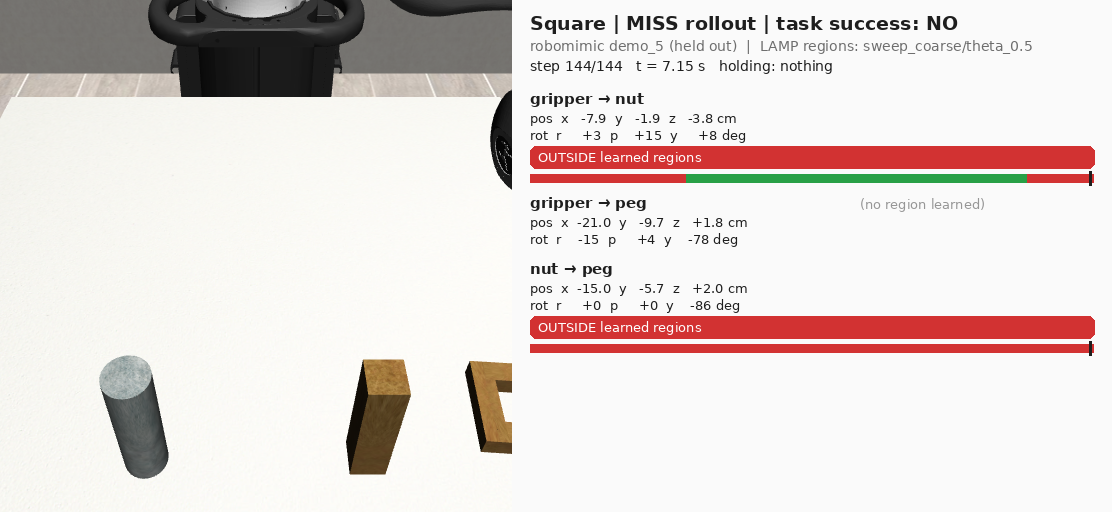 Square | MISS rollout | task success: NO
robomimic demo_5 (held out)  |  LAMP regions: sweep_coarse/theta_0.5
step 144/144   t = 7.15 s   holding: nothing
gripper → nut
pos  x   -7.9  y   -1.9  z   -3.8 cm
rot  r     +3  p    +15  y     +8 deg
OUTSIDE learned regions
gripper → peg
(no region learned)
pos  x  -21.0  y   -9.7  z   +1.8 cm
rot  r    -15  p     +4  y    -78 deg
nut → peg
pos  x  -15.0  y   -5.7  z   +2.0 cm
rot  r     +0  p     +0  y    -86 deg
OUTSIDE learned regions